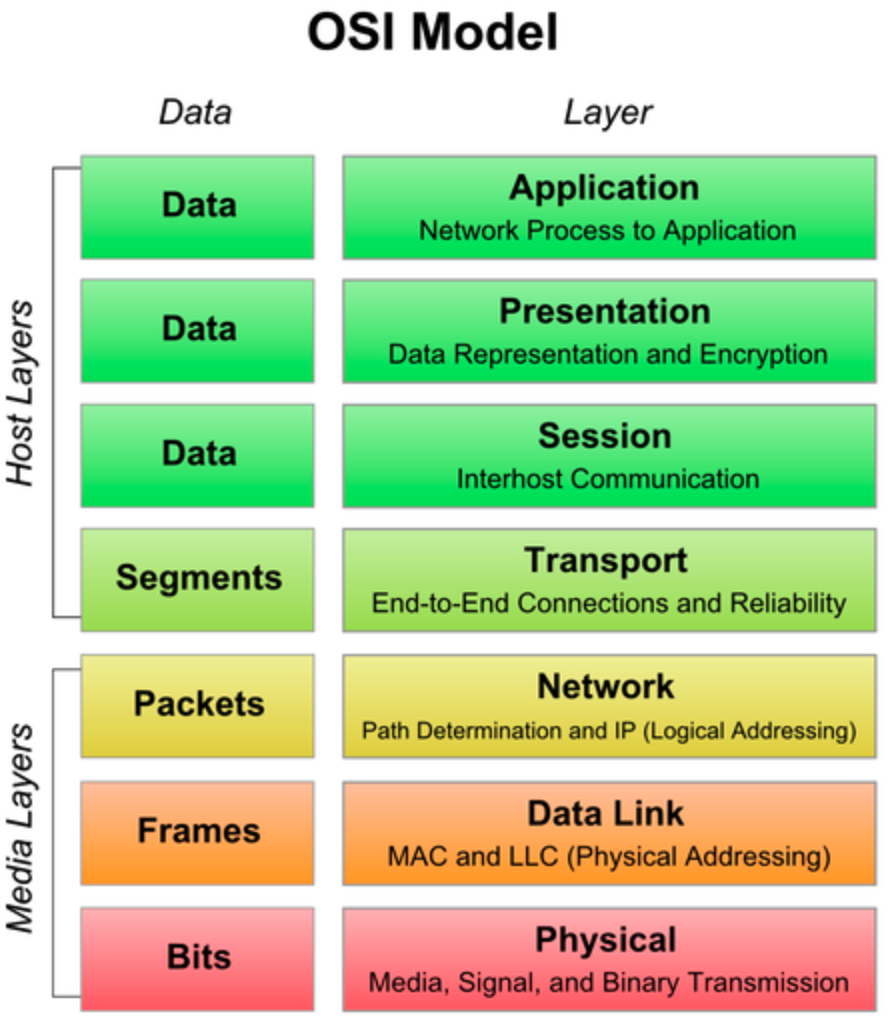 OSI Model
Data
Layer
Host Layers
Data
Application
Network Process to Application
Data
Presentation
Data Representation and Encryption
Data
Session
Interhost Communication
Segments
Transport
End-to-End Connections and Reliability
Media Layers
Packets
Network
Path Determination and IP (Logical Addressing)
Frames
Data Link
MAC and LLC (Physical Addressing)
Bits
Physical
Media, Signal, and Binary Transmission